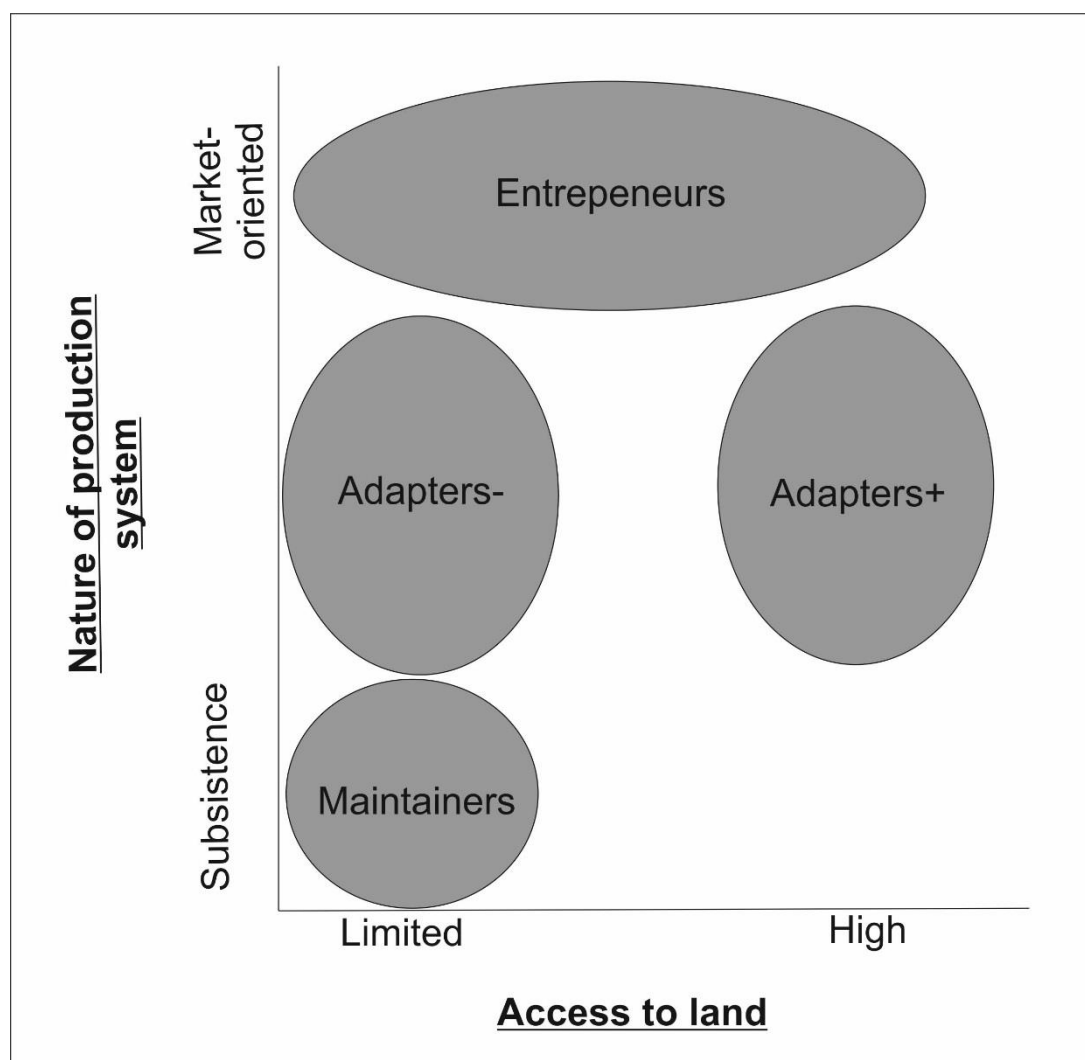 Market-
oriented
Entrepeneurs
Nature of production
system
Adapters-
Adapters+
Subsistence
Maintainers
Limited
High
Access to land